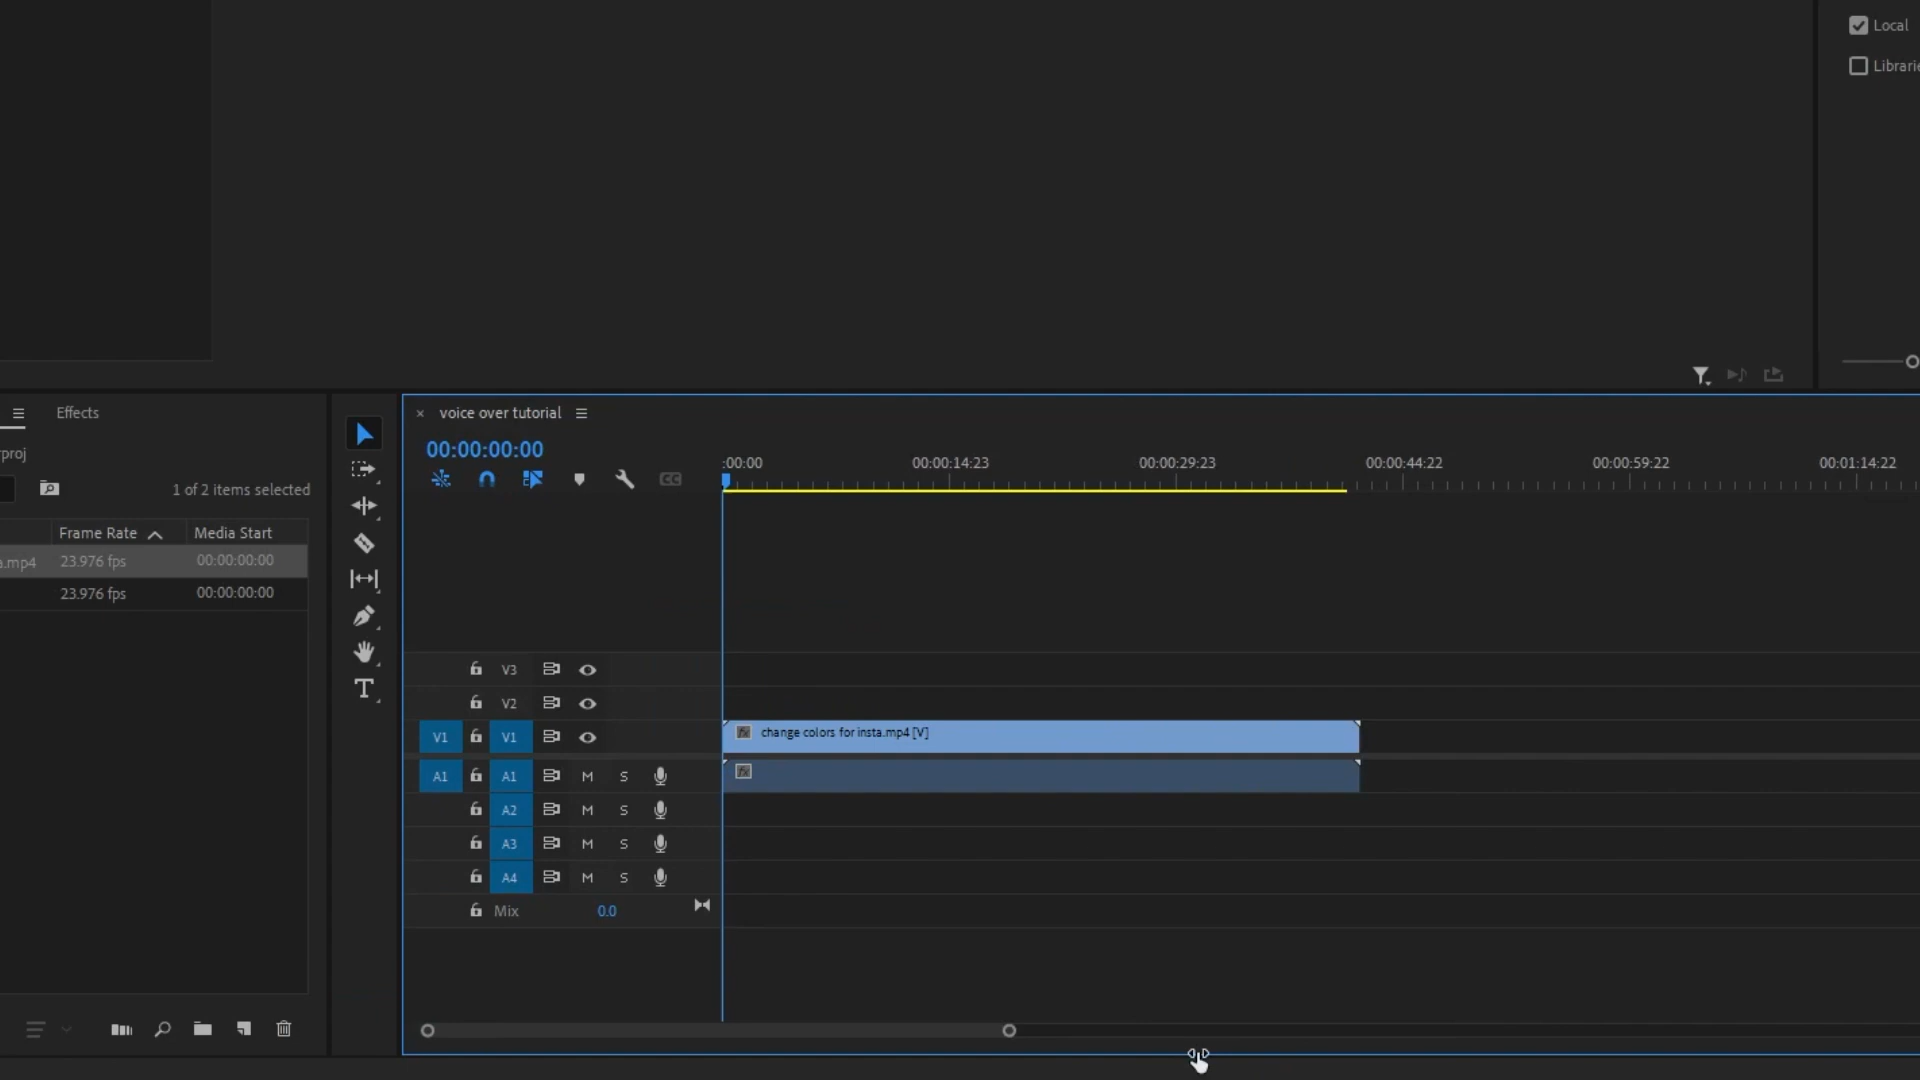 Local
Librarie
Effects
voice over tutorial
proj
00:00:00:00
:00:00
00:00:14:23
00:00:29:23
00:00:44:22
00:00:59:22
00:01:14:22
1 of 2 items selected
Frame Rate
Media Start
a.mp4
23.976 fps
00:00:00:00
23.976 fps
00:00:00:00
V3
V2
V1 V1
change colors for insta.mp4 [V]
A1 A1 M S
A2 M S
A3 M S
A4 M S
Mix 0.0